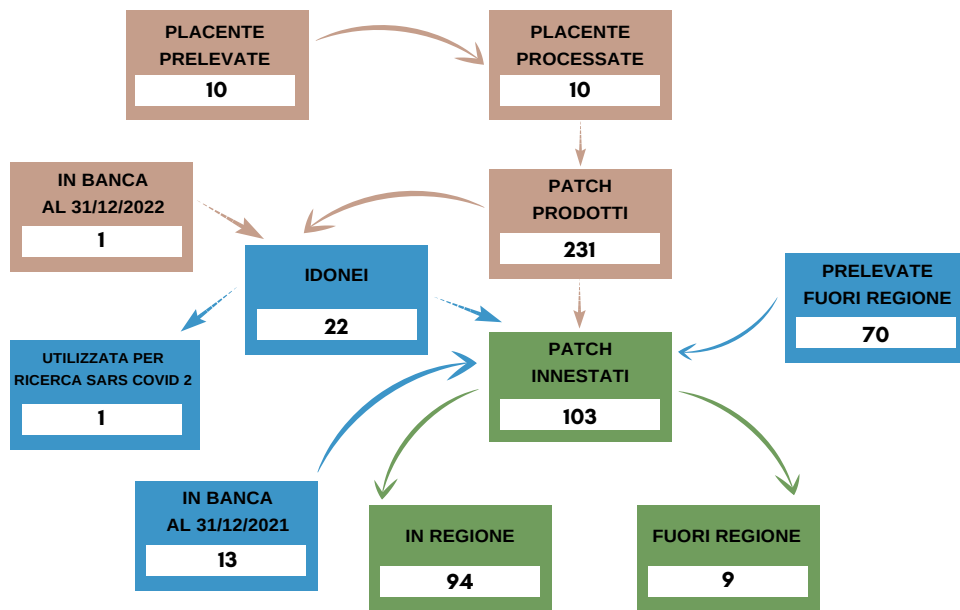 PLACENTE
PRELEVATE
10
PLACENTE
PROCESSATE
10
IN BANCA
AL 31/12/2022
1
PATCH
PRODOTTI
231
IDONEI
22
PRELEVATE
FUORI REGIONE
70
UTILIZZATA PER
RICERCA SARS COVID 2
1
PATCH
INNESTATI
103
IN BANCA
AL 31/12/2021
13
IN REGIONE
94
FUORI REGIONE
9